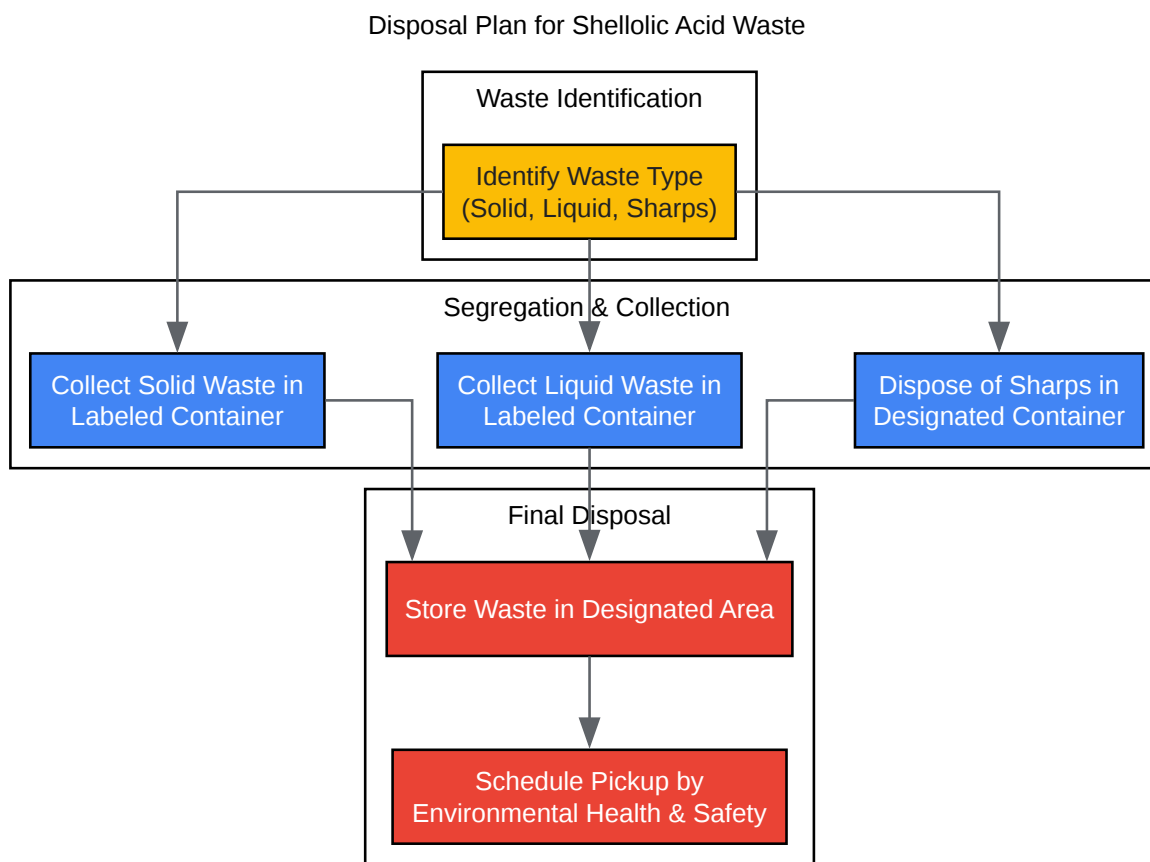 Disposal Plan for Shellolic Acid Waste
Waste Identification
Identify Waste Type
(Solid, Liquid, Sharps)
Segregation & Collection
Collect Solid Waste in
Labeled Container
Collect Liquid Waste in
Labeled Container
Dispose of Sharps in
Designated Container
Final Disposal
Store Waste in Designated Area
Schedule Pickup by
Environmental Health & Safety